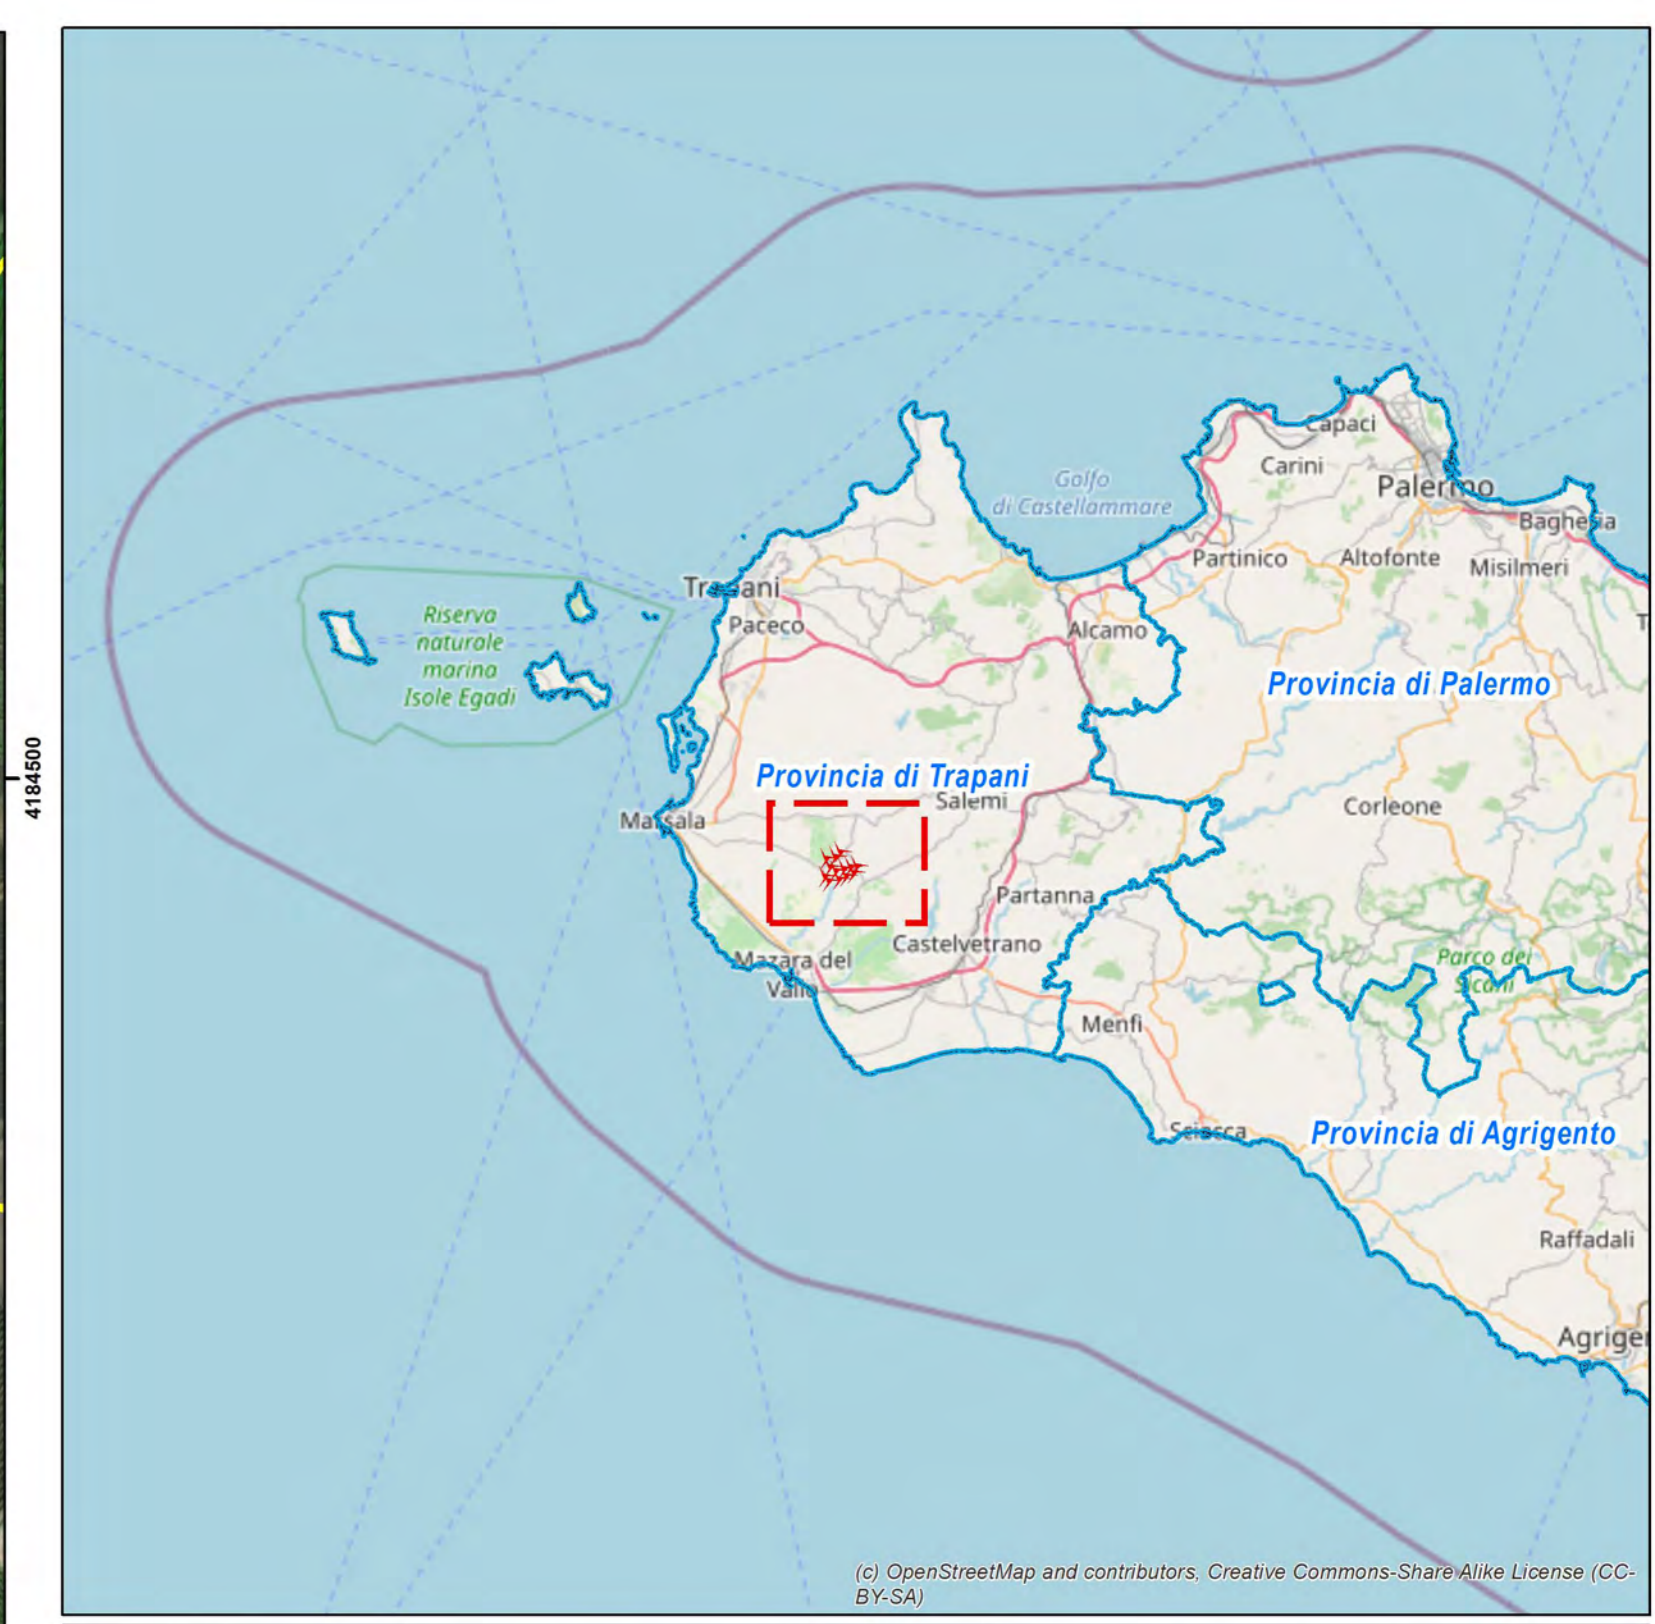 4184500
Capaci
Carini
Palermo
Golfo
di Castellammare
Bagheria
Partinico
Altofonte
Misilmeri
Trapani
Riserva
naturale
marina
Isole Egadi
Paceco
Alcamo
T
Provincia di Palermo
Provincia di Trapani
Salemi
Corleone
Marsala
Partanna
Castelvetrano
Mazara del
Vallo
Parco dei
Sicani
Menfi
Sciacca
Provincia di Agrigento
Raffadali
Agrige
(c) OpenStreetMap and contributors, Creative Commons-Share Alike License (CC-
BY-SA)